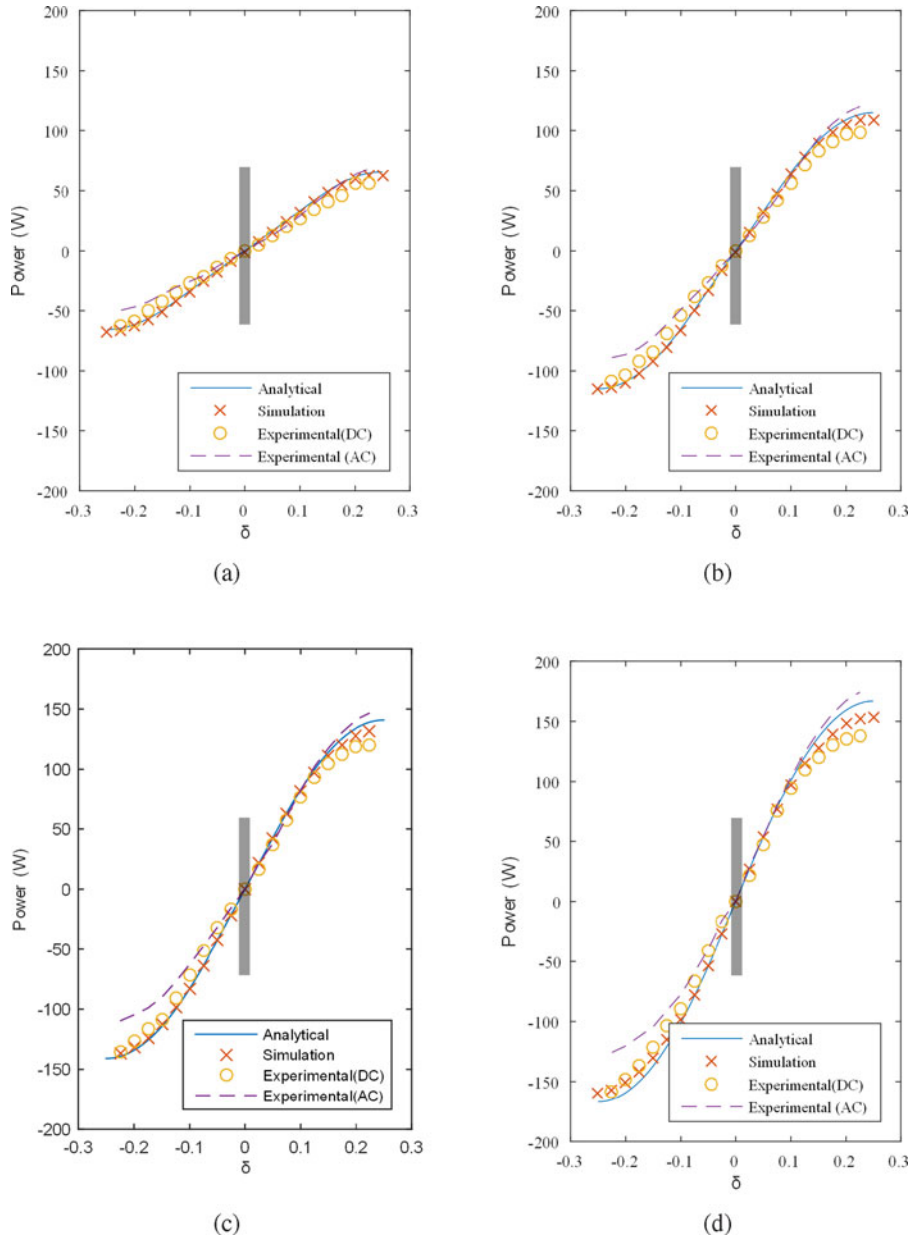 200
150
100
50
0
-50
-100
-150
-200
-0.3
-0.2
-0.1
0
0.1
0.2
0.3
Power (W)
δ
Analytical
Simulation
Experimental(DC)
Experimental (AC)
(a)
200
150
100
50
0
-50
-100
-150
-200
-0.3
-0.2
-0.1
0
0.1
0.2
0.3
Power (W)
δ
Analytical
Simulation
Experimental(DC)
Experimental (AC)
(b)
200
150
100
50
0
-50
-100
-150
-200
-0.3
-0.2
-0.1
0
0.1
0.2
0.3
Power (W)
δ
Analytical
Simulation
Experimental(DC)
Experimental(AC)
(c)
200
150
100
50
0
-50
-100
-150
-200
-0.3
-0.2
-0.1
0
0.1
0.2
0.3
Power (W)
δ
Analytical
Simulation
Experimental(DC)
Experimental (AC)
(d)